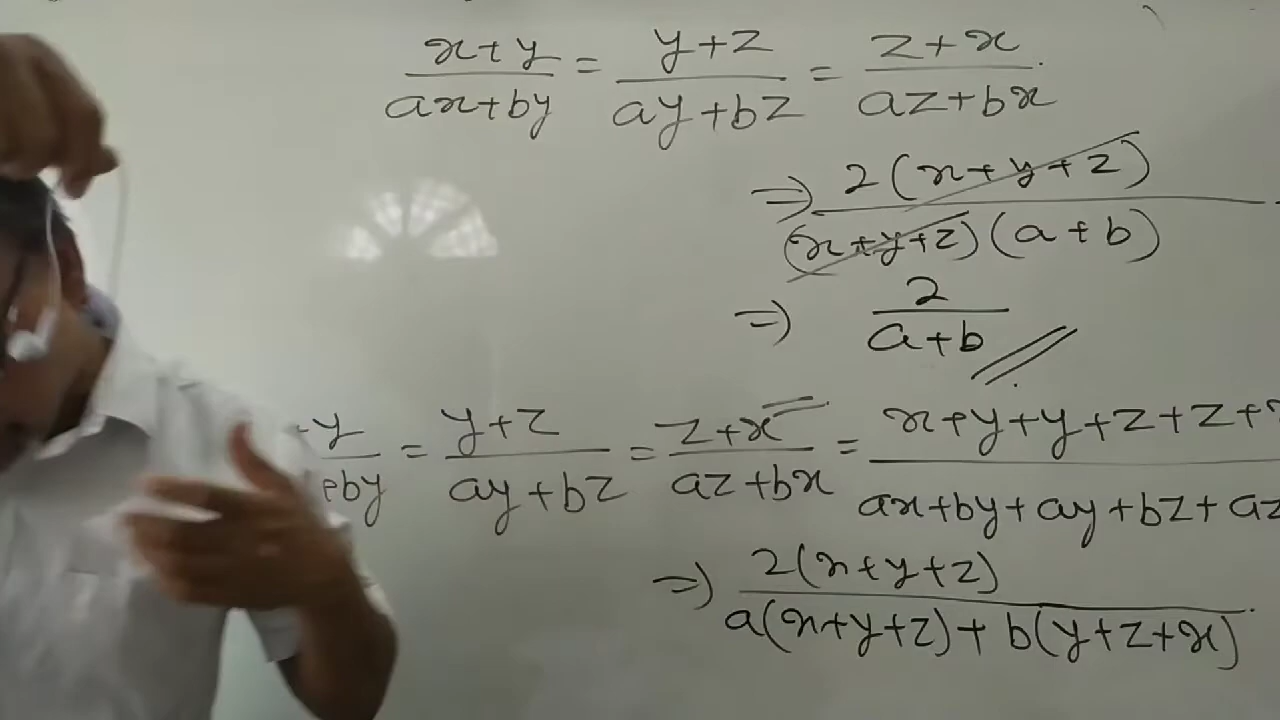 x+y/ax+by = y+z/ay+bz = z+x/az+bx
=> 2(x+y+z)/(x+y+z)(a+b)
=> 2/a+b
y/by = y+z/ay+bz = z+x/az+bx = x+y+y+z+z+/ax+by+ay+bz+az
=> 2(x+y+z)/a(x+y+z)+b(y+z+x)